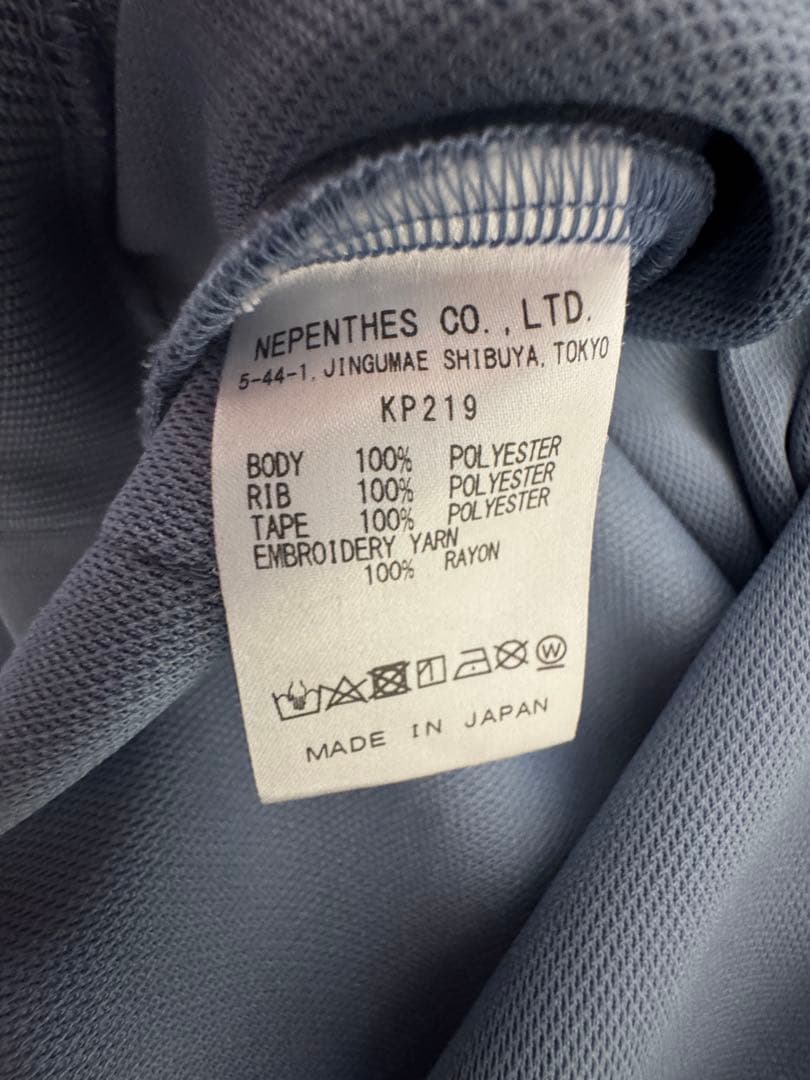 NEPENTHES CO., LTD.
5-44-1, JINGUMAE SHIBUYA, TOKYO
KP219
BODY 100% POLYESTER
RIB 100% POLYESTER
TAPE 100% POLYESTER
EMBROIDERY YARN
100% RAYON
W
MADE IN JAPAN